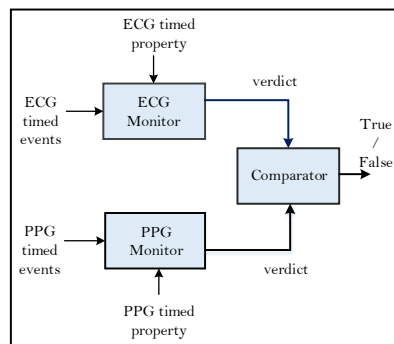 ECG timed
property
ECG
timed
events
ECG
Monitor
verdict
True
/
False
Comparator
PPG
timed
events
PPG
Monitor
verdict
PPG timed
property